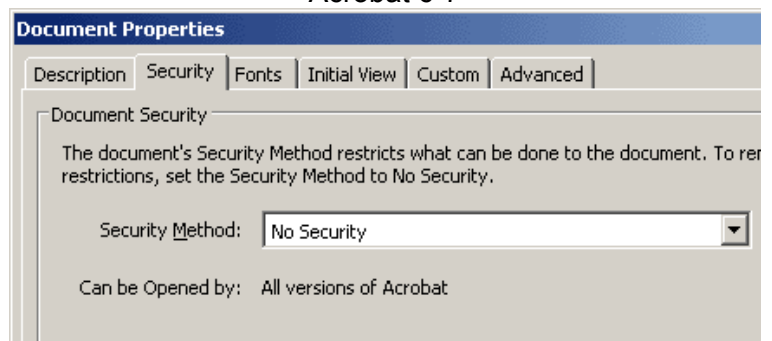 Document Properties
Description Security Fonts Initial View Custom Advanced
Document Security
The document's Security Method restricts what can be done to the document. To
restrictions, set the Security Method to No Security.
Security Method: No Security
Can be Opened by: All versions of Acrobat